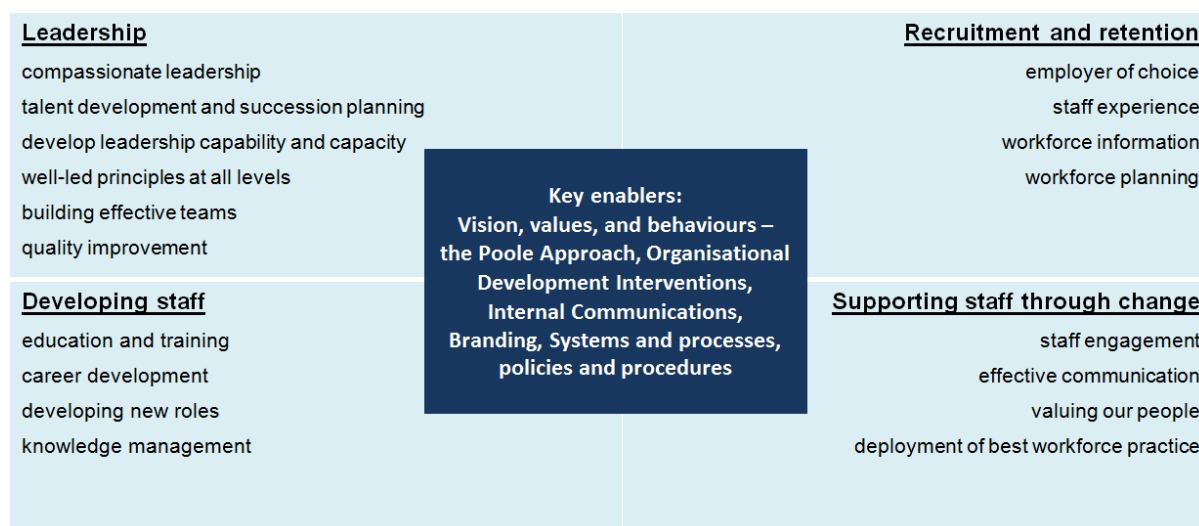 Leadership
compassionate leadership
talent development and succession planning
develop leadership capability and capacity
well-led principles at all levels
building effective teams
quality improvement
Recruitment and retention
employer of choice
staff experience
workforce information
workforce planning
Key enablers:
Vision, values, and behaviours –
the Poole Approach, Organisational
Development Interventions,
Internal Communications,
Branding, Systems and processes,
policies and procedures
Developing staff
education and training
career development
developing new roles
knowledge management
Supporting staff through change
staff engagement
effective communication
valuing our people
deployment of best workforce practice